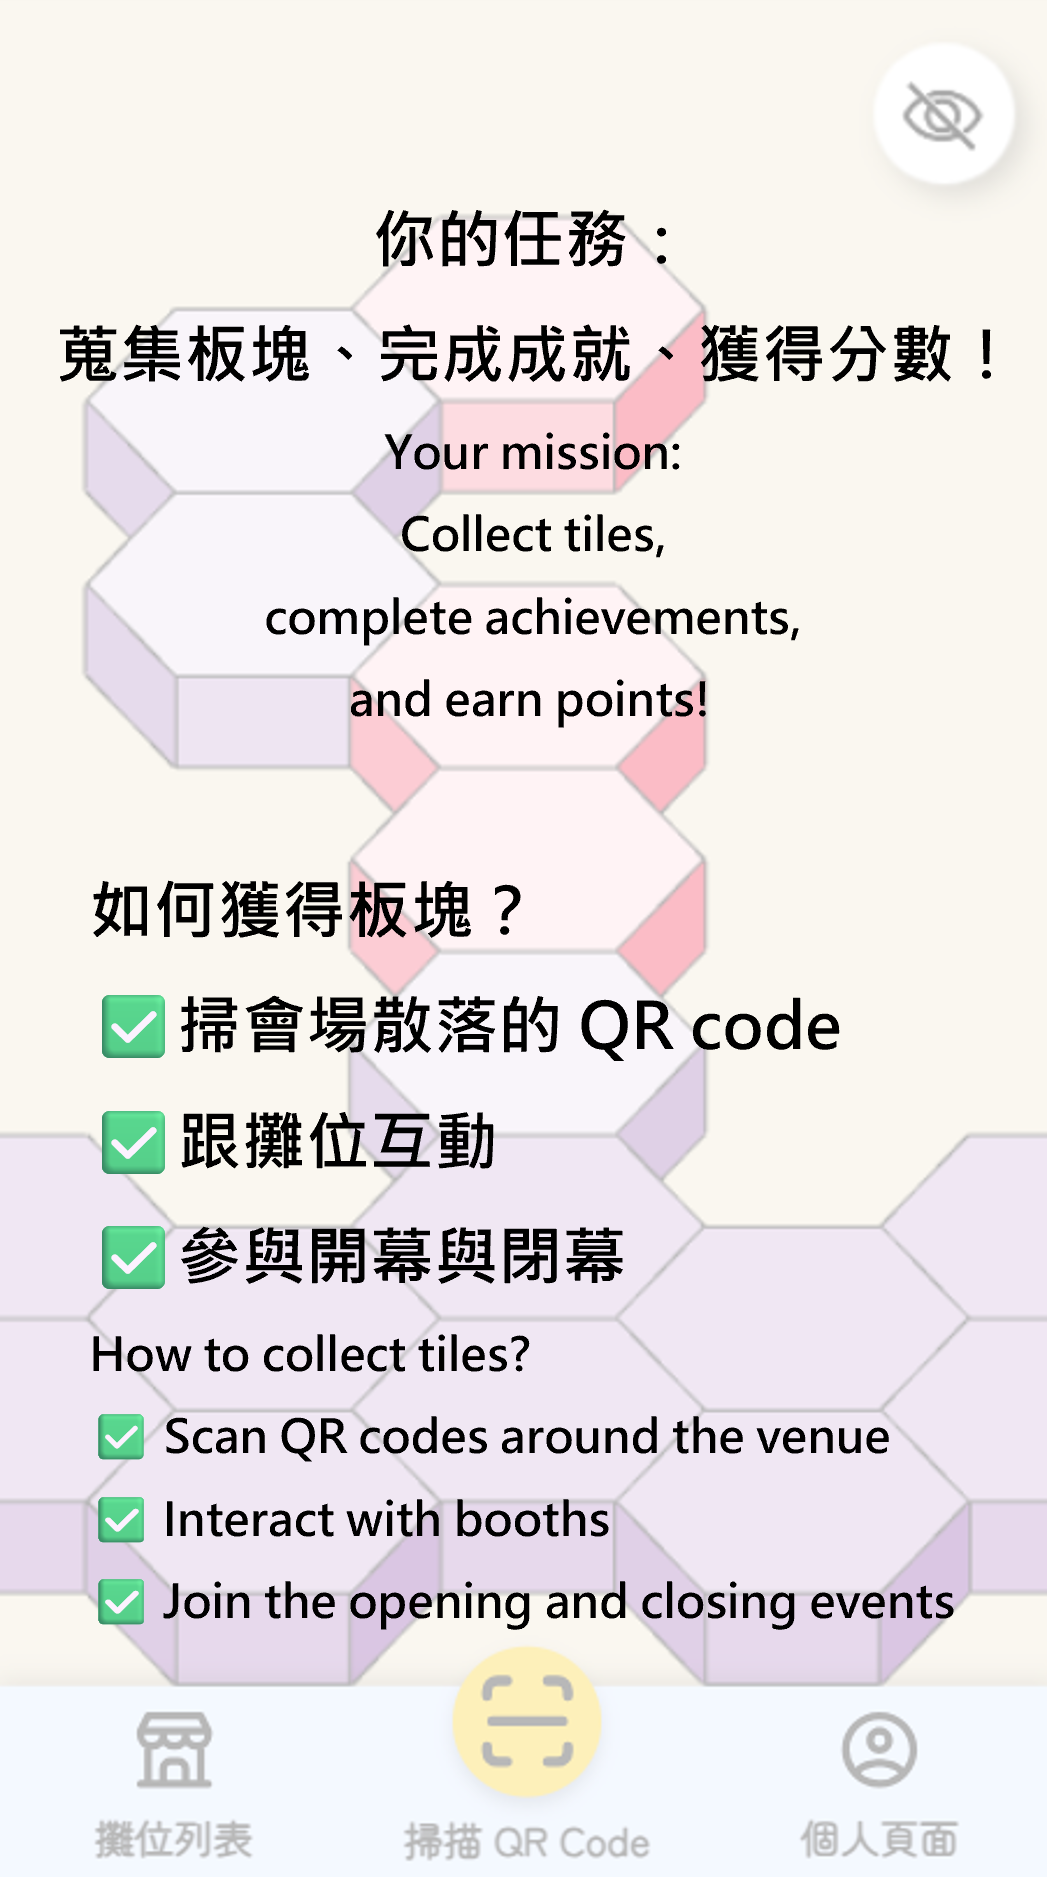 你的任務：
蒐集板塊、完成成就、獲得分數！
Your mission:
Collect tiles,
complete achievements,
and earn points!
如何獲得板塊？
✅ 掃會場散落的 QR code
✅ 跟攤位互動
✅ 參與開幕與閉幕
How to collect tiles?
✅ Scan QR codes around the venue
✅ Interact with booths
✅ Join the opening and closing events
攤位列表
掃描 QR Code
個人頁面